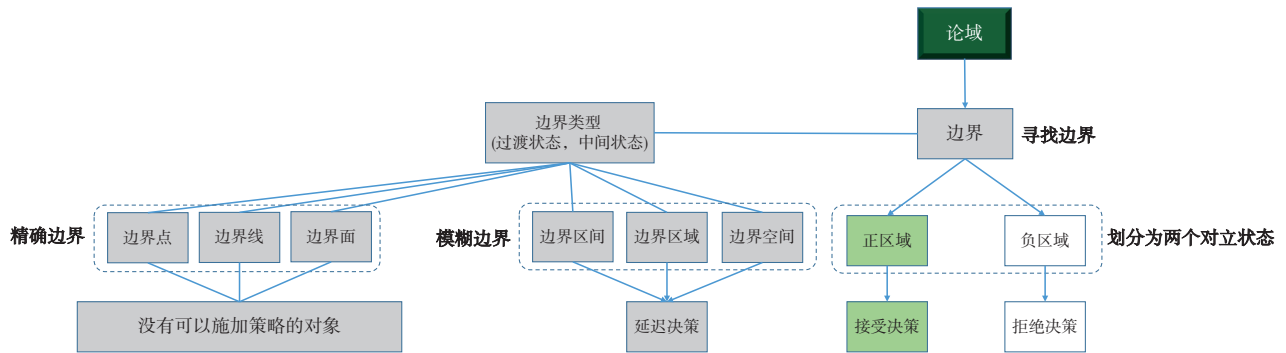 论域
边界类型
(过渡状态，中间状态)
边界
寻找边界
精确边界
边界点
边界线
边界面
模糊边界
边界区间
边界区域
边界空间
正区域
负区域
划分为两个对立状态
没有可以施加策略的对象
延迟决策
接受决策
拒绝决策